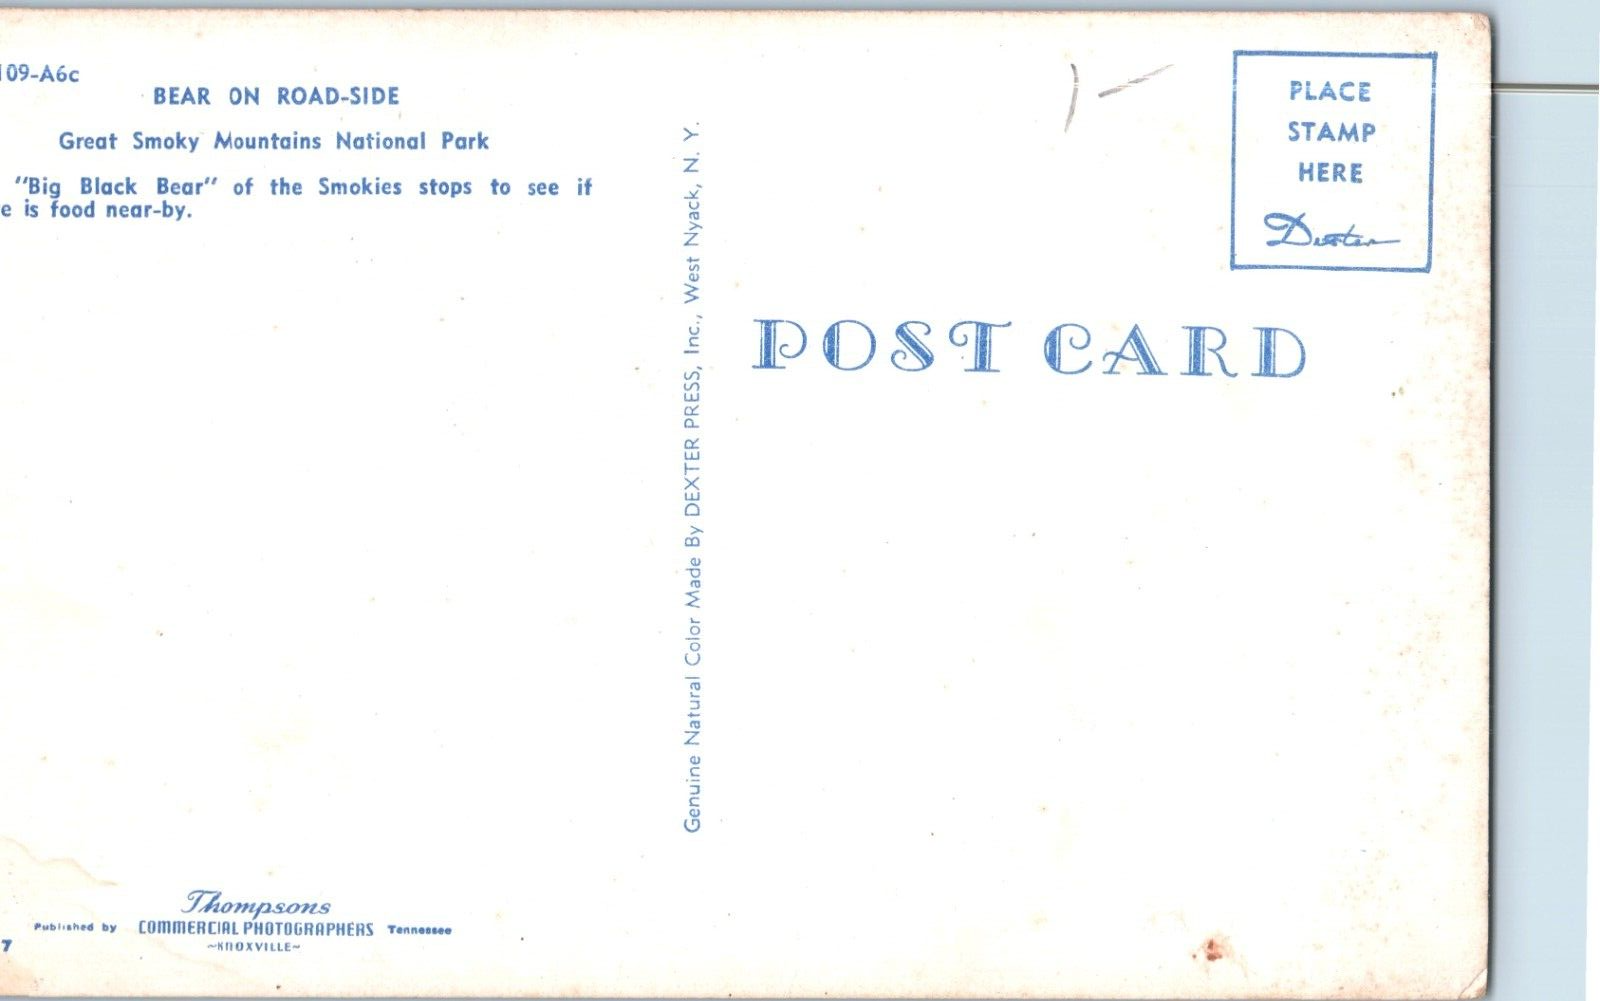 109-A6c
BEAR ON ROAD-SIDE
Great Smoky Mountains National Park
"Big Black Bear" of the Smokies stops to see if
e is food near-by.
Genuine Natural Color Made By DEXTER PRESS, Inc., West Nyack, N. Y.
PLACE
STAMP
HERE
Dexter
POST CARD
Thompsons
Published by COMMERCIAL PHOTOGRAPHERS Tennessee
~KNOXVILLE~
7